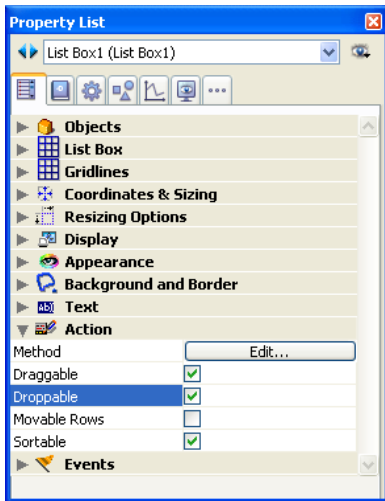 Property List
List Box1 (List Box1)
Objects
List Box
Gridlines
Coordinates & Sizing
Resizing Options
Display
Appearance
Background and Border
Text
Action
Method Edit...
Draggable
Droppable
Movable Rows
Sortable
Events